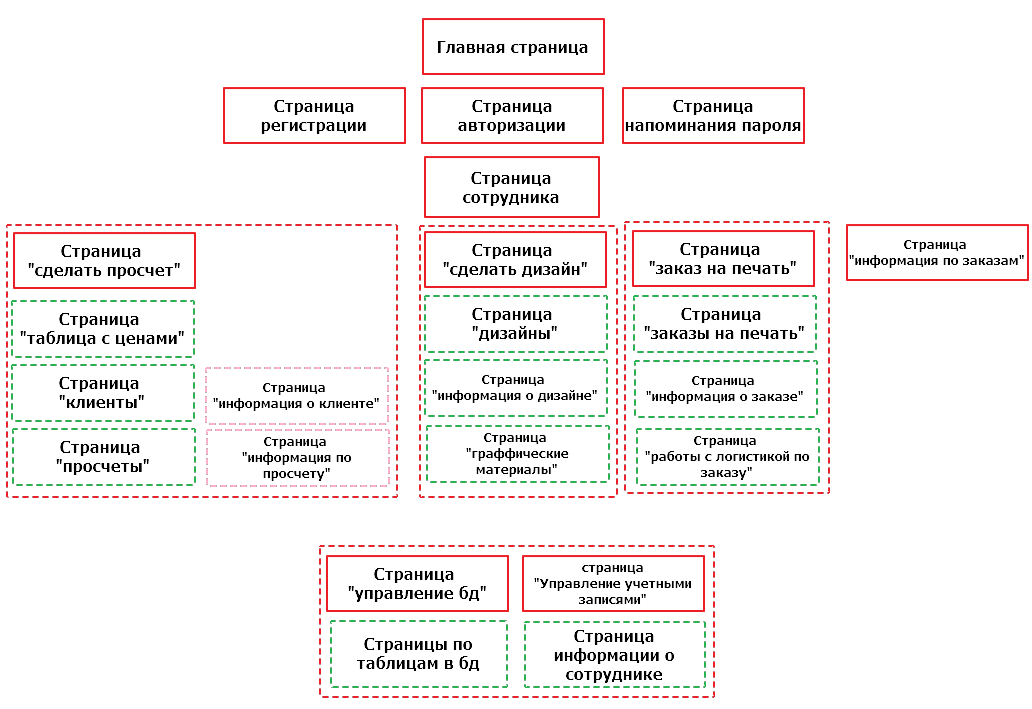 Главная страница
Страница
регистрации
Страница
авторизации
Страница
напоминания пароля
Страница
сотрудника
Страница
"сделать просчет"
Страница
"таблица с ценами"
Страница
"клиенты"
Страница
"просчеты"
Страница
"информация о клиенте"
Страница
"информация по
просчету"
Страница
"сделать дизайн"
Страница
"дизайны"
Страница
"информация о дизайне"
Страница
"граффические
материалы"
Страница
"заказ на печать"
Страница
"заказы на печать"
Страница
"информация о заказе"
Страница
"работы с логистикой по
заказу"
Страница
"информация по заказам"
Страница
"управление бд"
страница
"Управление учетными
записями"
Страницы по
таблицам в бд
Страница
информации о
сотруднике